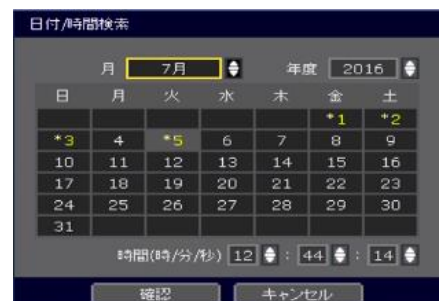 日付/時間検索
月 7月 年度 2016
日 月 火 水 木 金 土
*1 *2
*3 4 *5 6 7 8 9
10 11 12 13 14 15 16
17 18 19 20 21 22 23
24 25 26 27 28 29 30
31
時間(時/分/秒) 12 : 44 : 14
確認 キャンセル